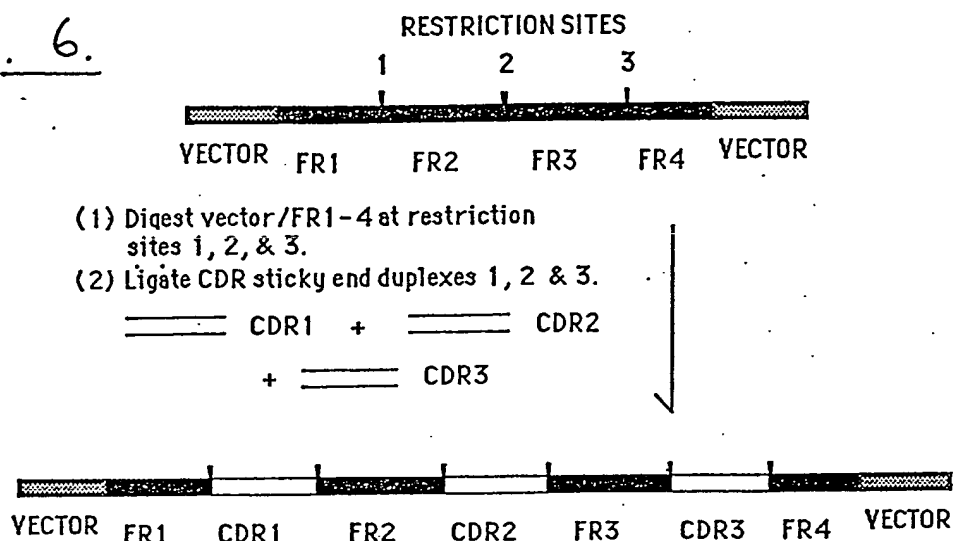 . 6.
RESTRICTION SITES
1 2 3
VECTOR FR1 FR2 FR3 FR4 VECTOR
(1) Digest vector/FR1-4 at restriction
sites 1, 2, & 3.
(2) Ligate CDR sticky end duplexes 1, 2 & 3.
CDR1 + CDR2
+ CDR3
VECTOR FR1 CDR1 FR2 CDR2 FR3 CDR3 FR4 VECTOR